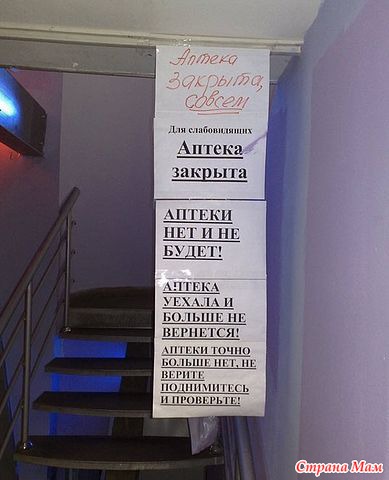 Аптека
закрыта,
совсем
Для слабовидящих
Аптека
закрыта
АПТЕКИ
НЕТ И НЕ
БУДЕТ!
АПТЕКА
УЕХАЛА И
БОЛЬШЕ НЕ
ВЕРНЕТСЯ!
АПТЕКИ ТОЧНО
БОЛЬШЕ НЕТ, НЕ
ВЕРИТЕ
ПОДНИМИТЕСЬ
И ПРОВЕРЬТЕ!
Страна Мам